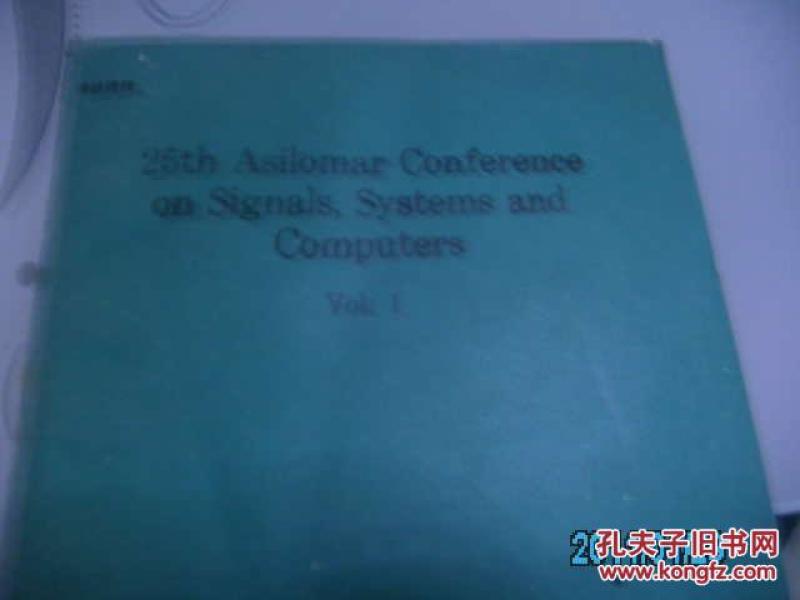 25th Asilomar Conference
on Signals, Systems and
Computers
Vol. I
孔夫子旧书网
www.kongfz.com